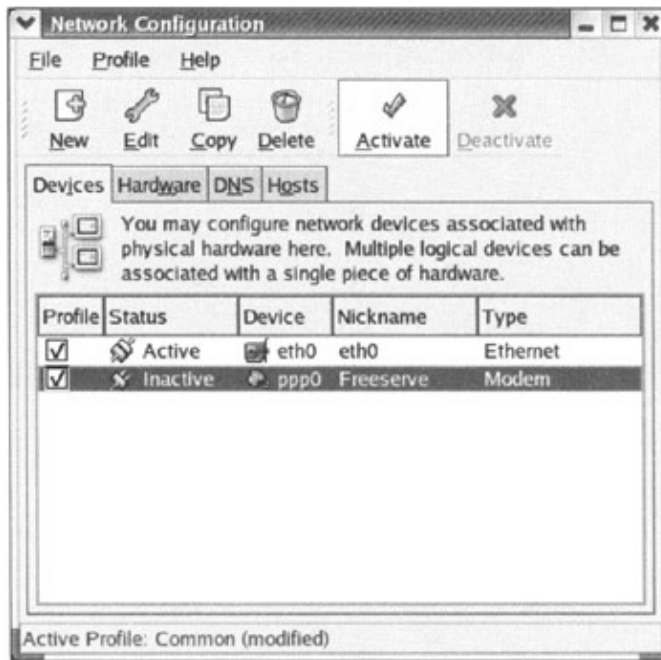 Network Configuration
File Profile Help
New Edit Copy Delete Activate Deactivate
Devices Hardware DNS Hosts
You may configure network devices associated with
physical hardware here. Multiple logical devices can be
associated with a single piece of hardware.
Profile Status Device Nickname Type
Active eth0 eth0 Ethernet
Inactive ppp0 Freeserve Modem
Active Profile: Common (modified)